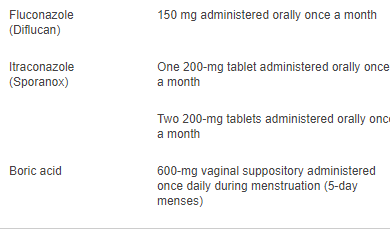 Fluconazole 150 mg administered orally once a month
(Diflucan)
Itraconazole One 200-mg tablet administered orally once
(Sporanox) a month
Two 200-mg tablets administered orally
a month
Boric acid 600-mg vaginal suppository administered
once daily during menstruation (5-day
menses)